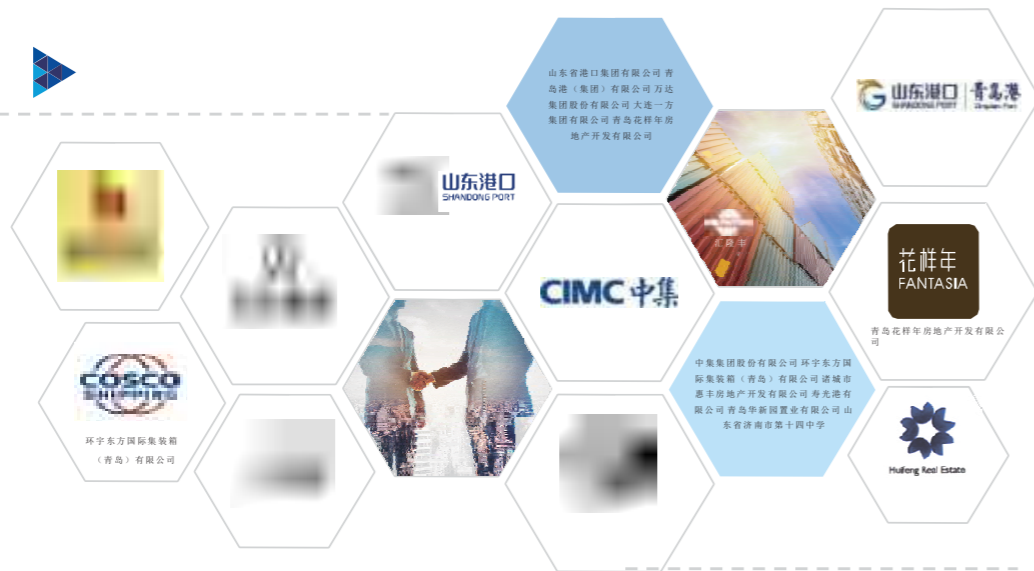 山东省港口集团有限公司 青
岛港（集团）有限公司 万达
集团股份有限公司 大连一方
集团有限公司 青岛花样年房
地产开发有限公司
山东港口 青岛港
SHANDONG PORT Qingdao Port
山东港口
SHANDONG PORT
汇隆丰
花样年
FANTASIA
青岛花样年房地产开发有限公
司
CIMC 中集
COSCO
SHIPPING
环宇东方国际集装箱
（青岛）有限公司
中集集团股份有限公司 环宇东方国
际集装箱（青岛）有限公司 诸城市
惠丰房地产开发有限公司 寿光港有
限公司 青岛华新园置业有限公司 山
东省济南市第十四中学
Huifeng Real Estate